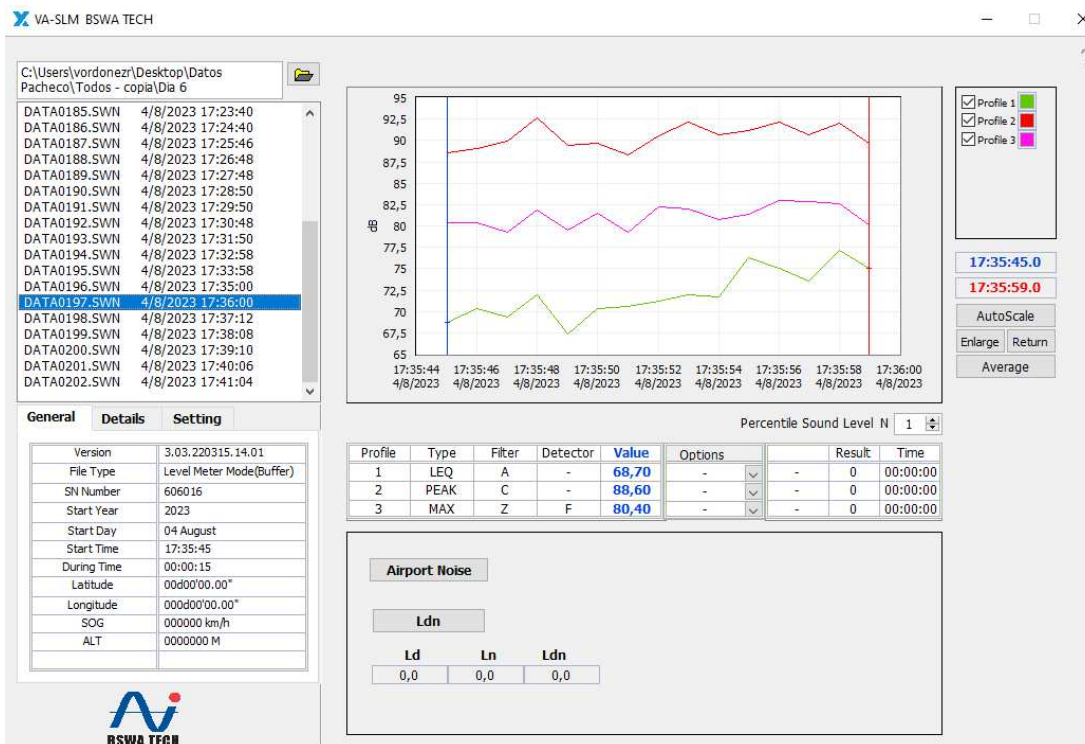 VA-SLM BSWA TECH
C:\Users\vordonezr\Desktop\Datos
Pacheco\Todos - copia\Dia 6
DATA0185.SWN 4/8/2023 17:23:40
DATA0186.SWN 4/8/2023 17:24:40
DATA0187.SWN 4/8/2023 17:25:46
DATA0188.SWN 4/8/2023 17:26:48
DATA0189.SWN 4/8/2023 17:27:48
DATA0190.SWN 4/8/2023 17:28:50
DATA0191.SWN 4/8/2023 17:29:50
DATA0192.SWN 4/8/2023 17:30:48
DATA0193.SWN 4/8/2023 17:31:50
DATA0194.SWN 4/8/2023 17:32:58
DATA0195.SWN 4/8/2023 17:33:58
DATA0196.SWN 4/8/2023 17:35:00
DATA0197.SWN 4/8/2023 17:36:00
DATA0198.SWN 4/8/2023 17:37:12
DATA0199.SWN 4/8/2023 17:38:08
DATA0200.SWN 4/8/2023 17:39:10
DATA0201.SWN 4/8/2023 17:40:06
DATA0202.SWN 4/8/2023 17:41:04
General Details Setting
Version 3.03.220315.14.01
File Type Level Meter Mode(Buffer)
SN Number 606016
Start Year 2023
Start Day 04 August
Start Time 17:35:45
During Time 00:00:15
Latitude 00d00'00.00"
Longitude 000d00'00.00"
SOG 000000 km/h
ALT 0000000 M
BSWA TECH
95
92,5
90
87,5
85
82,5
80
77,5
75
72,5
70
67,5
65
dB
17:35:44 17:35:46 17:35:48 17:35:50 17:35:52 17:35:54 17:35:56 17:35:58 17:36:00
4/8/2023 4/8/2023 4/8/2023 4/8/2023 4/8/2023 4/8/2023 4/8/2023 4/8/2023 4/8/2023
Profile 1
Profile 2
Profile 3
17:35:45.0
17:35:59.0
AutoScale
Enlarge Return
Average
Percentile Sound Level N 1
Profile Type Filter Detector Value Options Result Time
1 LEQ A - 68,70 - - 0 00:00:00
2 PEAK C - 88,60 - - 0 00:00:00
3 MAX Z F 80,40 - - 0 00:00:00
Airport Noise
Ldn
Ld Ln Ldn
0,0 0,0 0,0